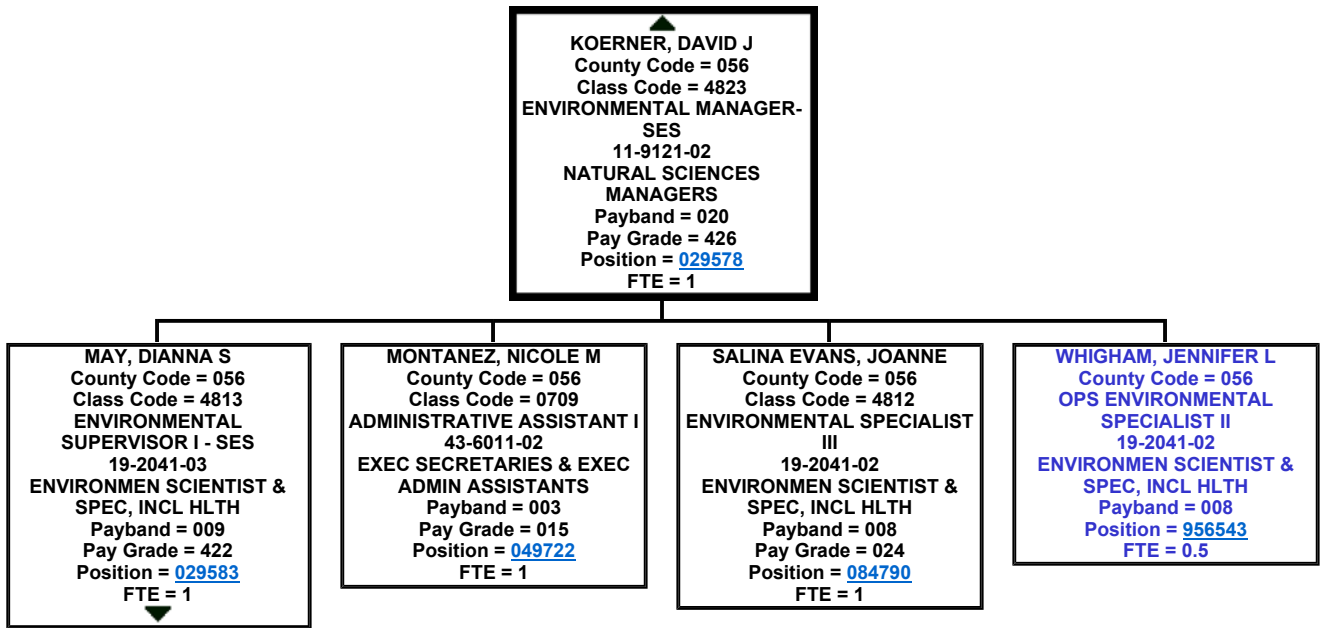 KOERNER, DAVID J
County Code = 056
Class Code = 4823
ENVIRONMENTAL MANAGER-
SES
11-9121-02
NATURAL SCIENCES
MANAGERS
Payband = 020
Pay Grade = 426
Position = 029578
FTE = 1
MAY, DIANNA S
County Code = 056
Class Code = 4813
ENVIRONMENTAL
SUPERVISOR I - SES
19-2041-03
ENVIRONMEN SCIENTIST &
SPEC, INCL HLTH
Payband = 009
Pay Grade = 422
Position = 029583
FTE = 1
MONTANEZ, NICOLE M
County Code = 056
Class Code = 0709
ADMINISTRATIVE ASSISTANT I
43-6011-02
EXEC SECRETARIES & EXEC
ADMIN ASSISTANTS
Payband = 003
Pay Grade = 015
Position = 049722
FTE = 1
SALINA EVANS, JOANNE
County Code = 056
Class Code = 4812
ENVIRONMENTAL SPECIALIST
III
19-2041-02
ENVIRONMEN SCIENTIST &
SPEC, INCL HLTH
Payband = 008
Pay Grade = 024
Position = 084790
FTE = 1
WHIGHAM, JENNIFER L
County Code = 056
OPS ENVIRONMENTAL
SPECIALIST II
19-2041-02
ENVIRONMEN SCIENTIST &
SPEC, INCL HLTH
Payband = 008
Position = 956543
FTE = 0.5